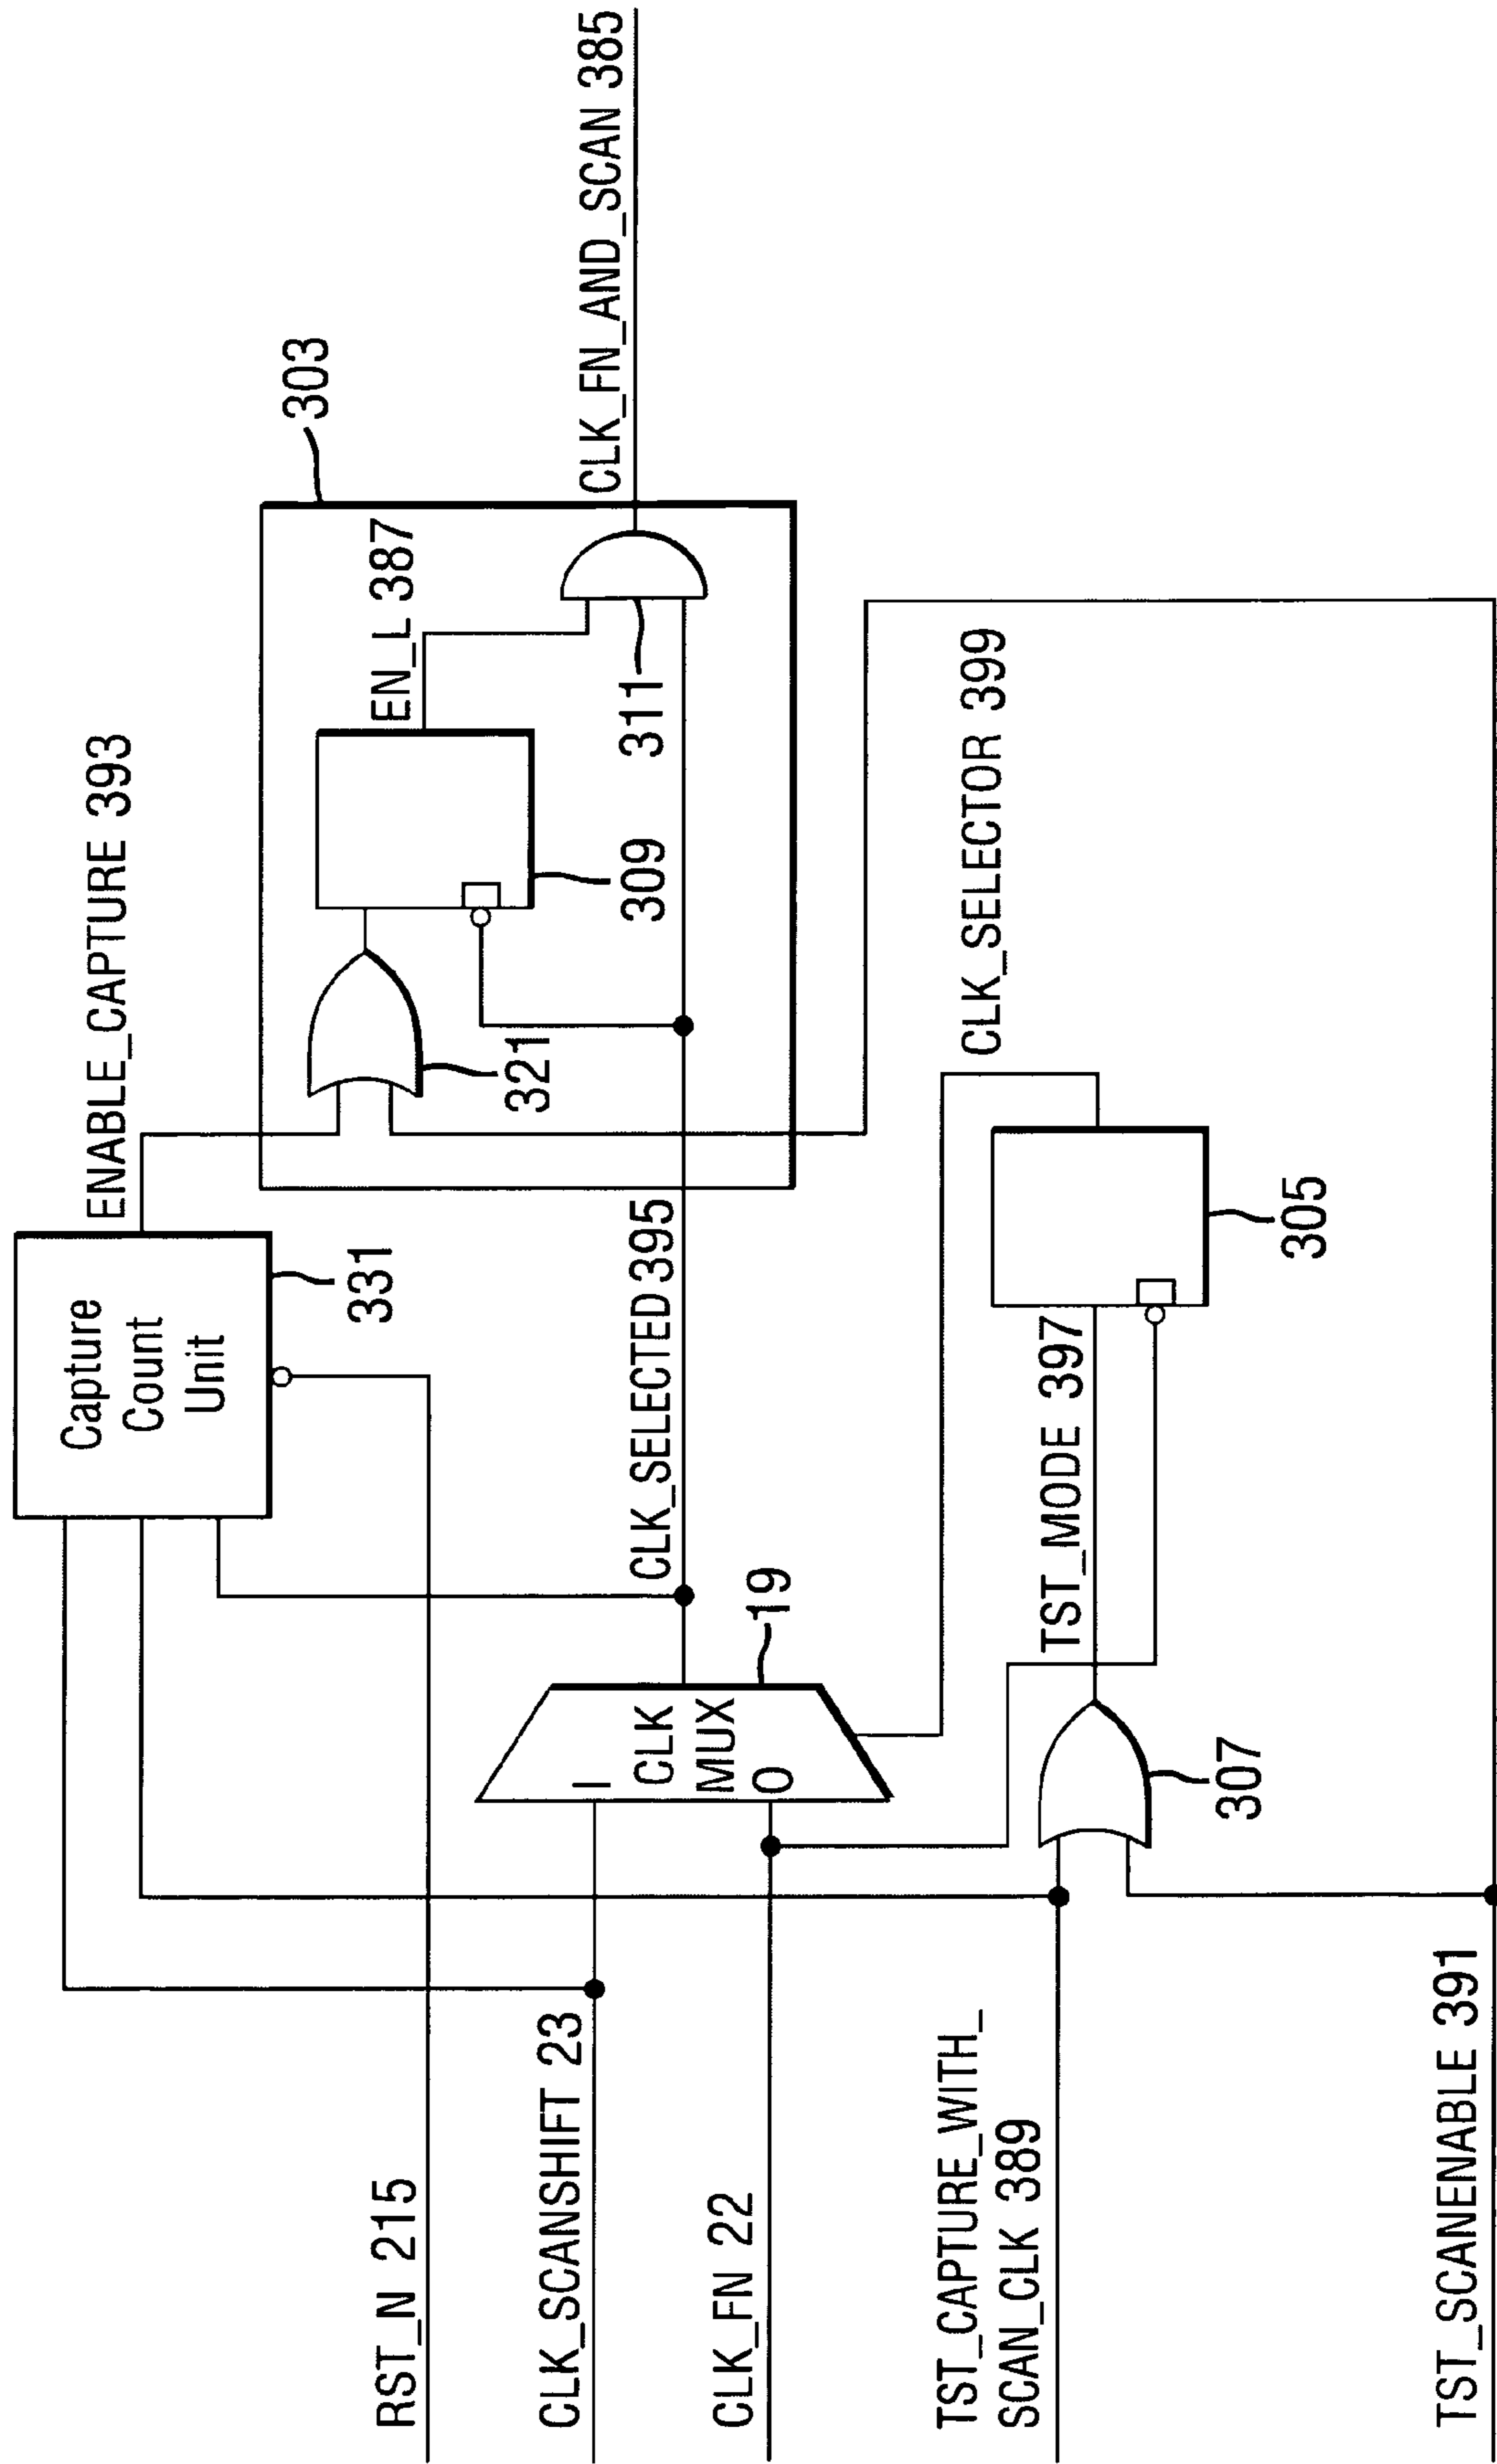 ENABLE_CAPTURE 393
Capture
Count
Unit
331
303
EN_L 387
CLK_FN_AND_SCAN 385
321
309
311
RST_N 215
CLK_SCANSHIFT 23
CLK_SELECTED 395
I
CLK
MUX
0
19
CLK_FN 22
CLK_SELECTOR 399
TST_CAPTURE_WITH_
SCAN_CLK 389
TST_MODE 397
307
305
TST_SCANENABLE 391